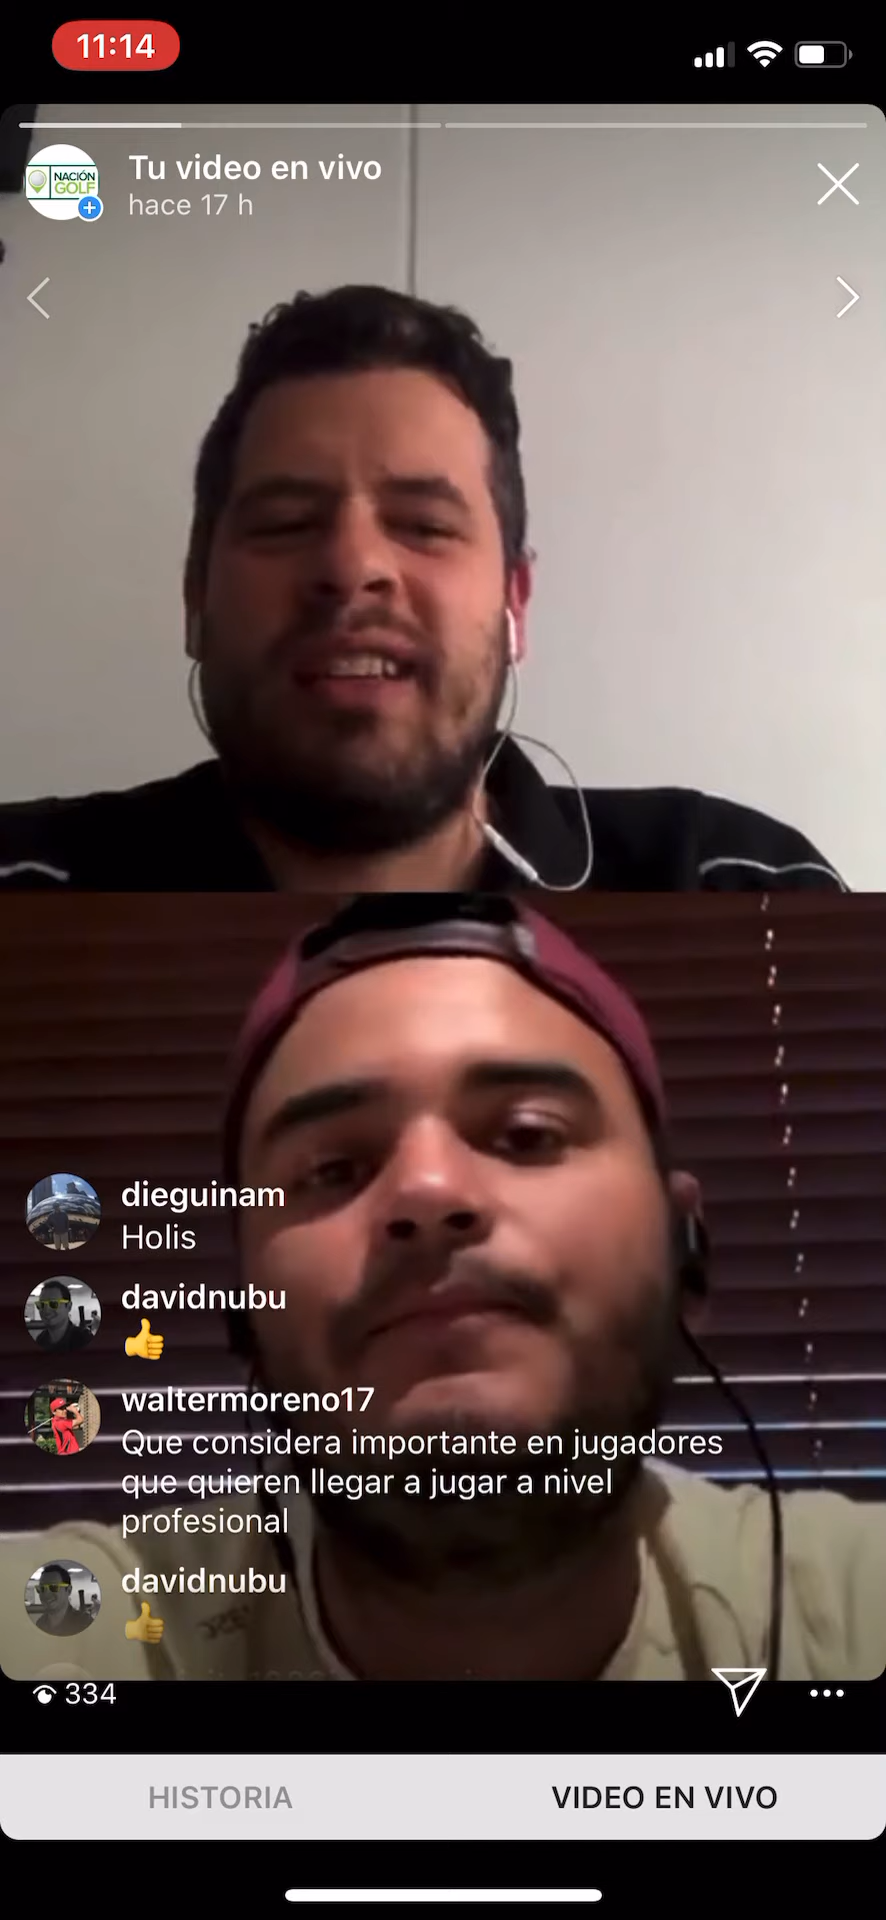 11:14
NACIÓN
GOLF
Tu video en vivo
hace 17 h
dieguinam
Holis
davidnubu
👍
waltermoreno17
Que considera importante en jugadores
que quieren llegar a jugar a nivel
profesional
davidnubu
👍
334
HISTORIA
VIDEO EN VIVO